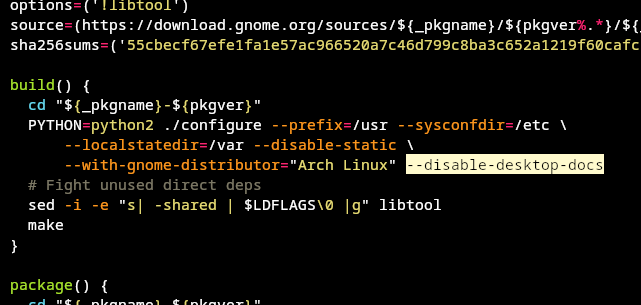 options=('!libtool')
source=(https://download.gnome.org/sources/${_pkgname}/${pkgver%.*}/${_
sha256sums=('55cbecf67efe1fa1e57ac966520a7c46d799c8ba3c652a1219f60cafc
build() {
cd "${_pkgname}-${pkgver}"
PYTHON=python2 ./configure --prefix=/usr --sysconfdir=/etc \
--localstatedir=/var --disable-static \
--with-gnome-distributor="Arch Linux" --disable-desktop-docs
# Fight unused direct deps
sed -i -e "s| -shared | $LDFLAGS\0 |g" libtool
make
}
package() {
cd "${_pkgname}-${pkgver}"